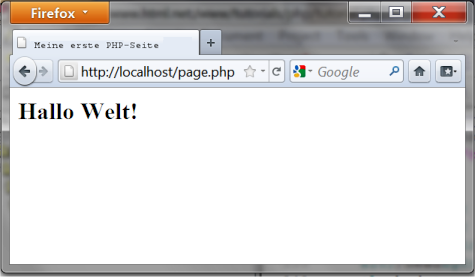 Firefox
Meine erste PHP-Seite
http://localhost/page.php
Google
Hallo Welt!